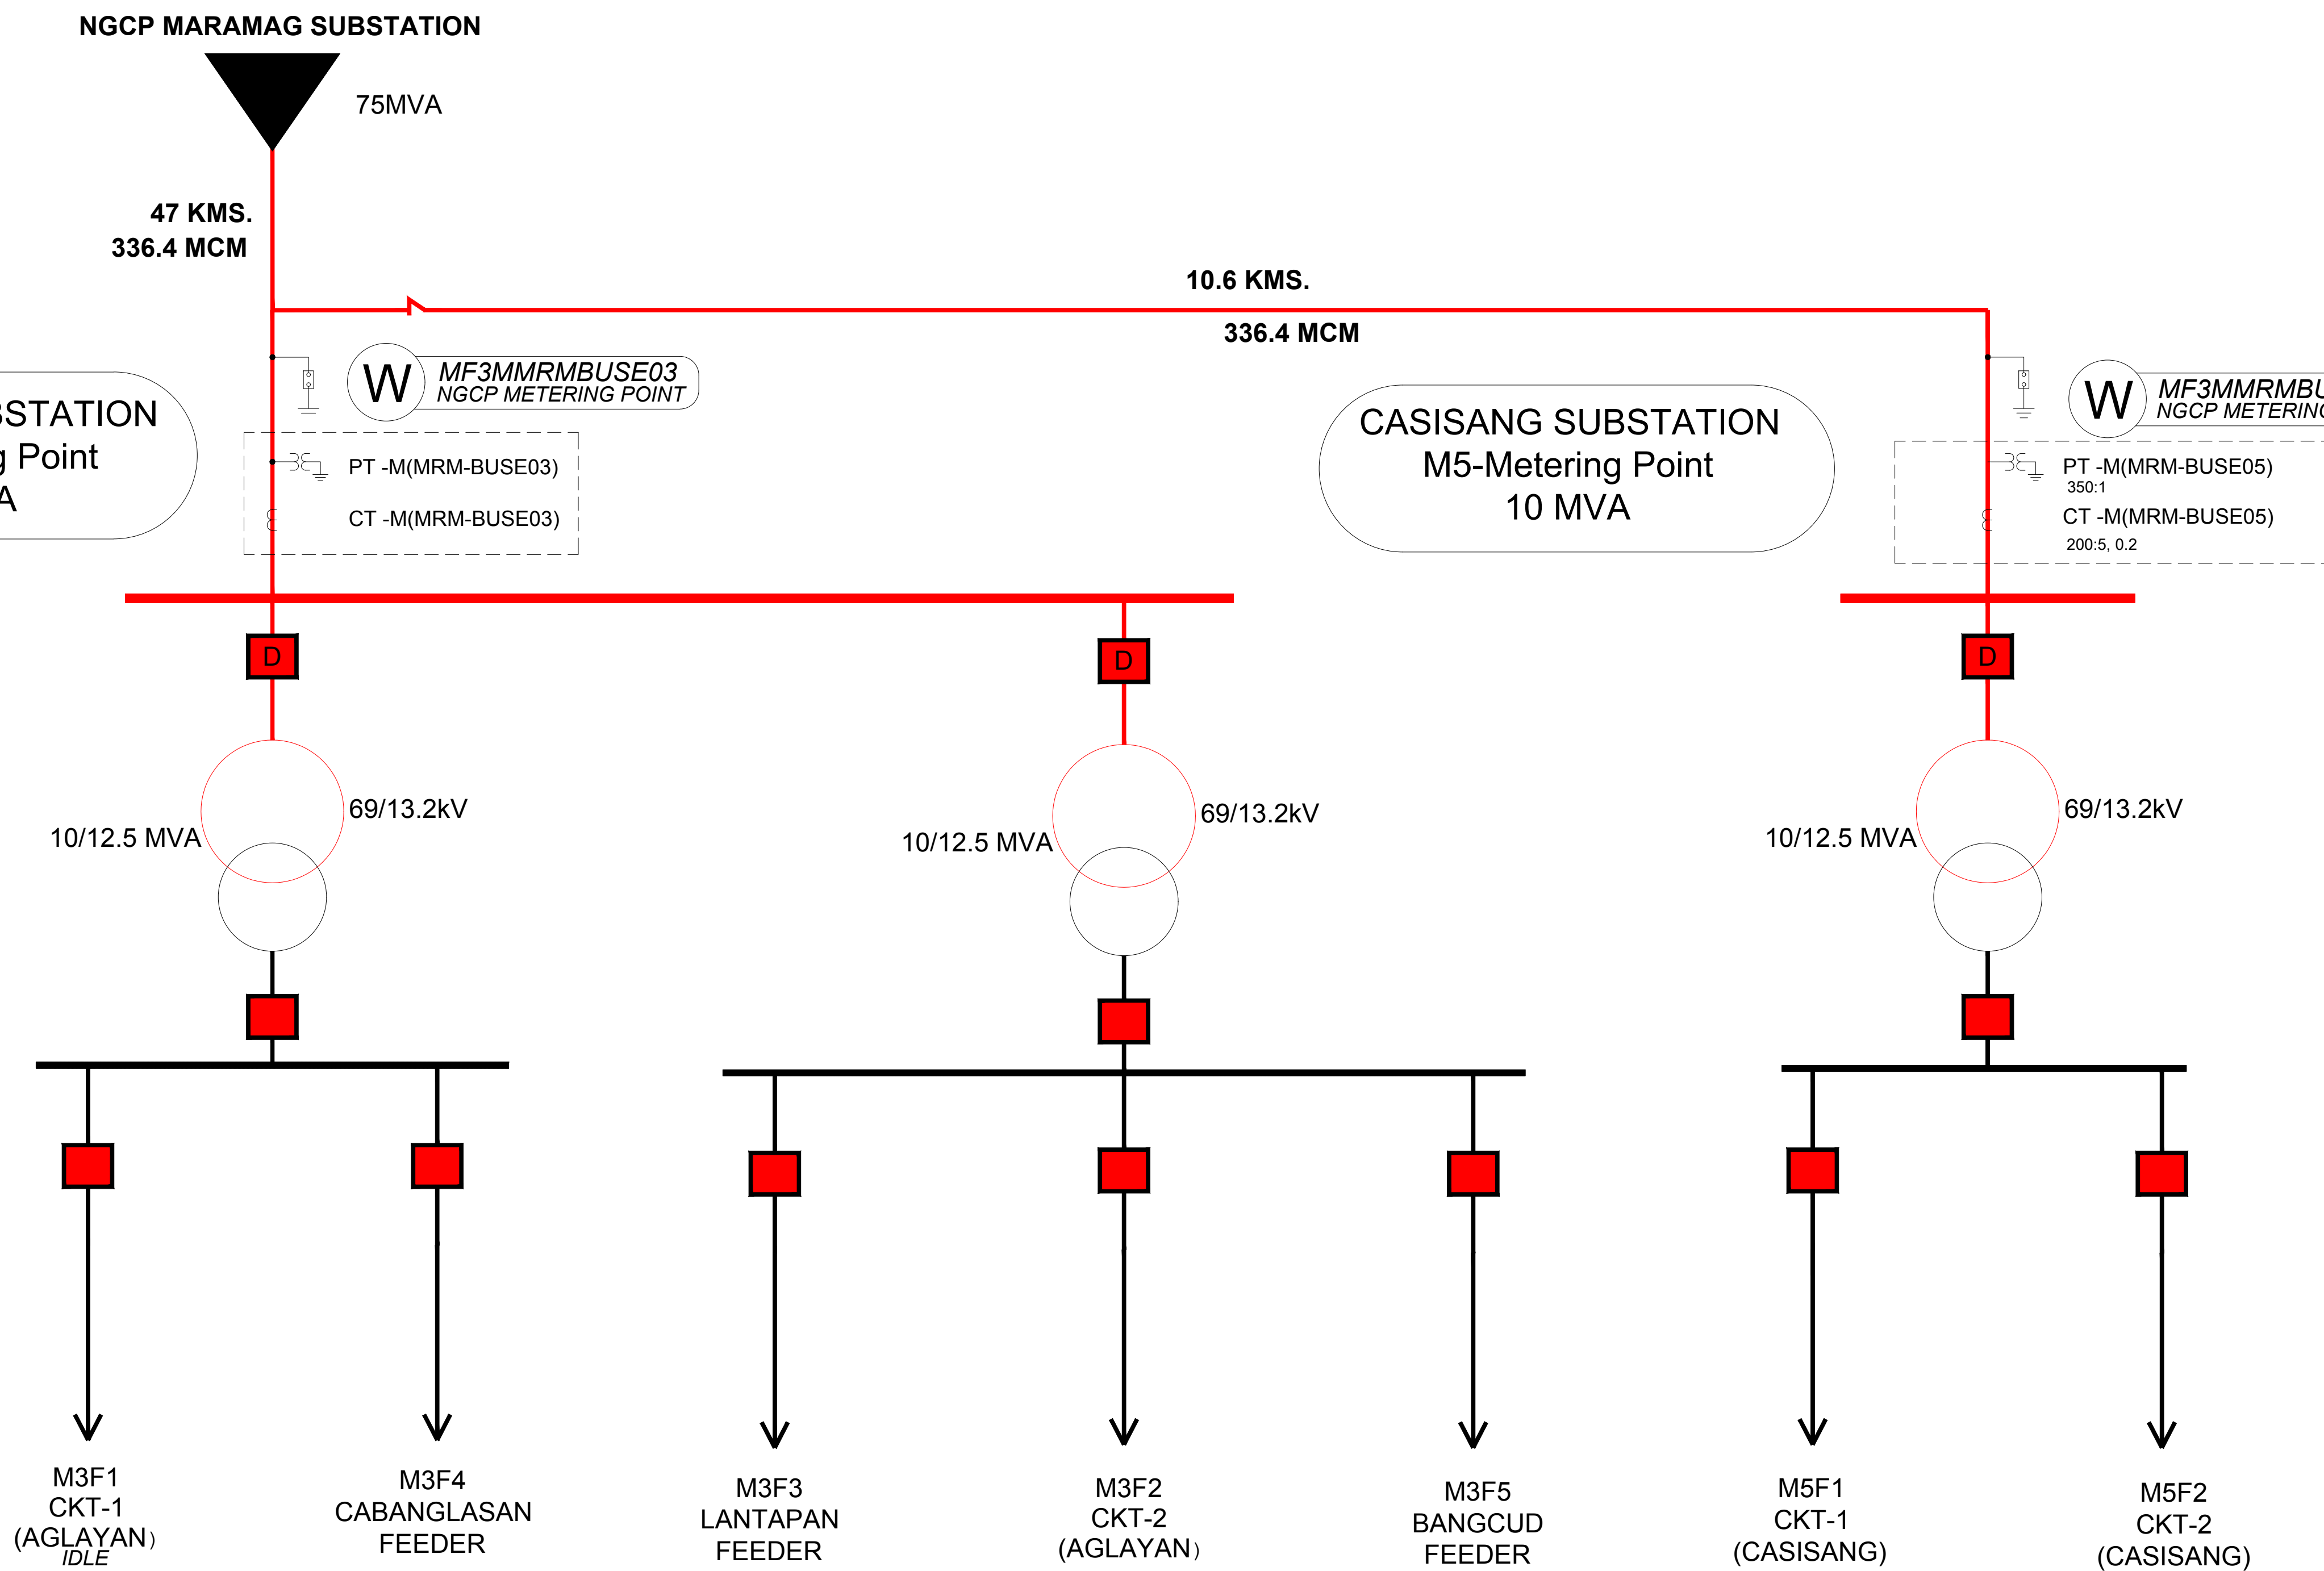 NGCP MARAMAG SUBSTATION
75MVA
47 KMS.
336.4 MCM
10.6 KMS.
336.4 MCM
W
MF3MMRMBUSE03
NGCP METERING POINT
W
NGCP
Point
PT -M(MRM-BUSE03)
CT -M(MRM-BUSE03)
CASISANG SUBSTATION
M5-Metering Point
10 MVA
PT -M(MRM-BUSE05)
350:1
CT -M(MRM-BUSE05)
200:5, 0.2
D
D
D
69/13.2kV
10/12.5 MVA
69/13.2kV
10/12.5 MVA
69/13.2kV
10/12.5 MVA
M3F1
CKT-1
(AGLAYAN)
IDLE
M3F4
CABANGLASAN
FEEDER
M3F3
LANTAPAN
FEEDER
M3F2
CKT-2
(AGLAYAN)
M3F5
BANGCUD
FEEDER
M5F1
CKT-1
(CASISANG)
M5F2
CKT-2
(CASISANG)